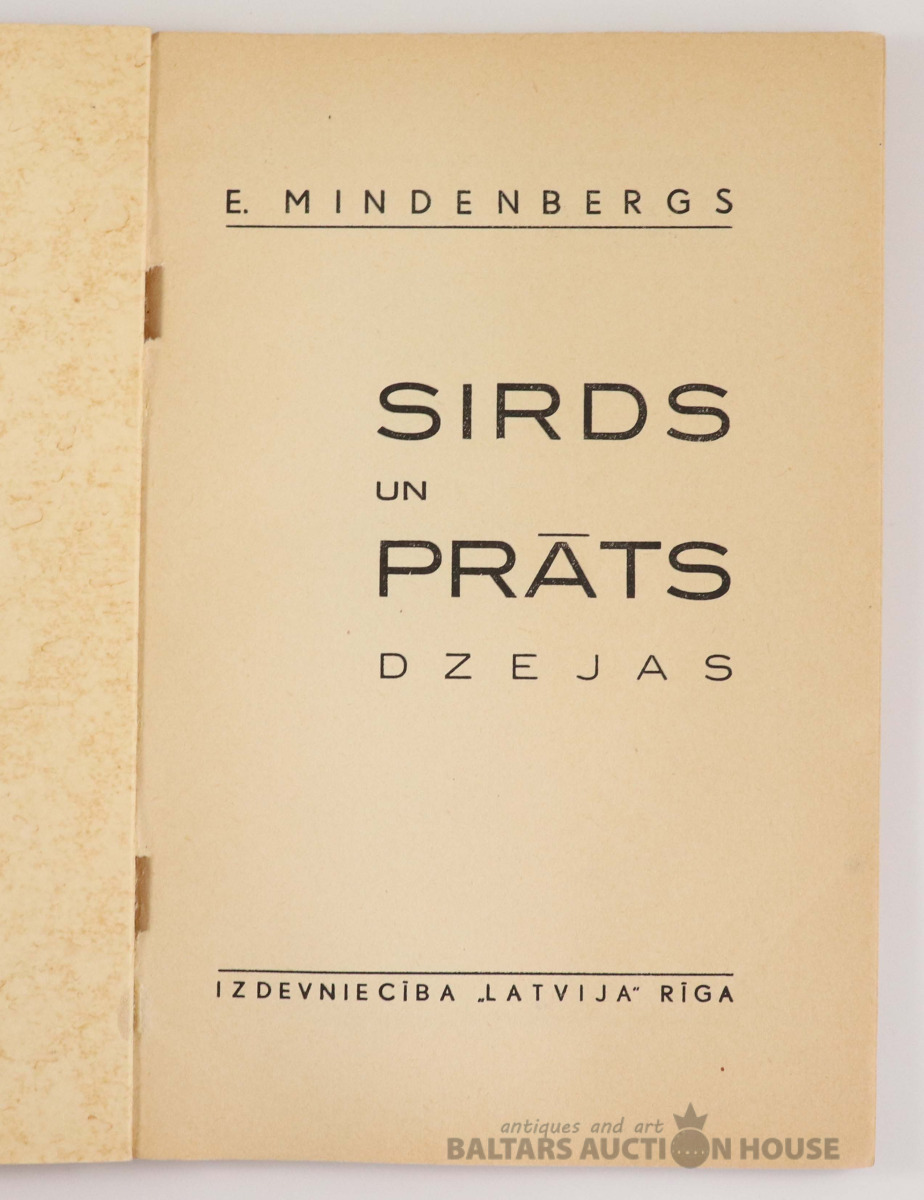 E. MINDENBERGS
SIRDS
UN
PRĀTS
DZEJAS
IZDEVNIECĪBA „LATVIJA“ RĪGA
antiques and art
BALTARS AUCTION HOUSE